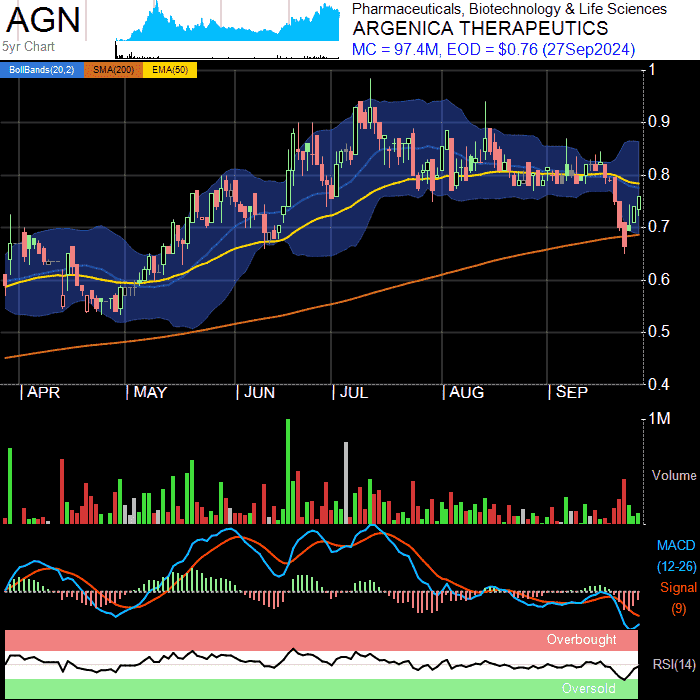 AGN
5yr Chart
Pharmaceuticals, Biotechnology & Life Sciences
ARGENICA THERAPEUTICS
MC = 97.4M, EOD = $0.76 (27Sep2024)
BollBands(20,2) SMA(200) EMA(50)
1
0.9
0.8
0.7
0.6
0.5
0.4
APR MAY JUN JUL AUG SEP
1M
Volume
MACD
(12-26)
Signal
(9)
Overbought
RSI(14)
Oversold